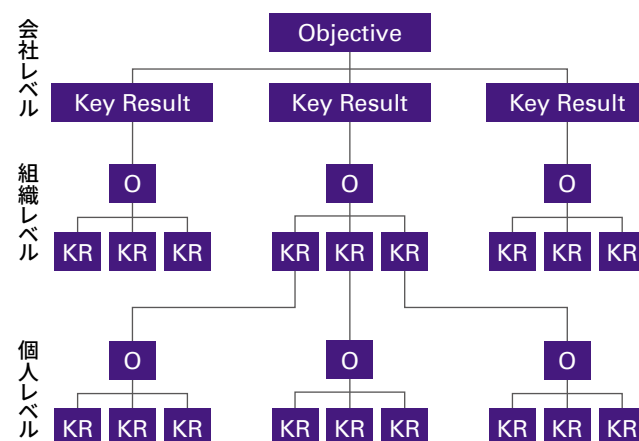 会社レベル
Objective
Key Result Key Result Key Result
組織レベル
O O O
KR KR KR KR KR KR KR KR KR
個人レベル
O O O
KR KR KR KR KR KR KR KR KR